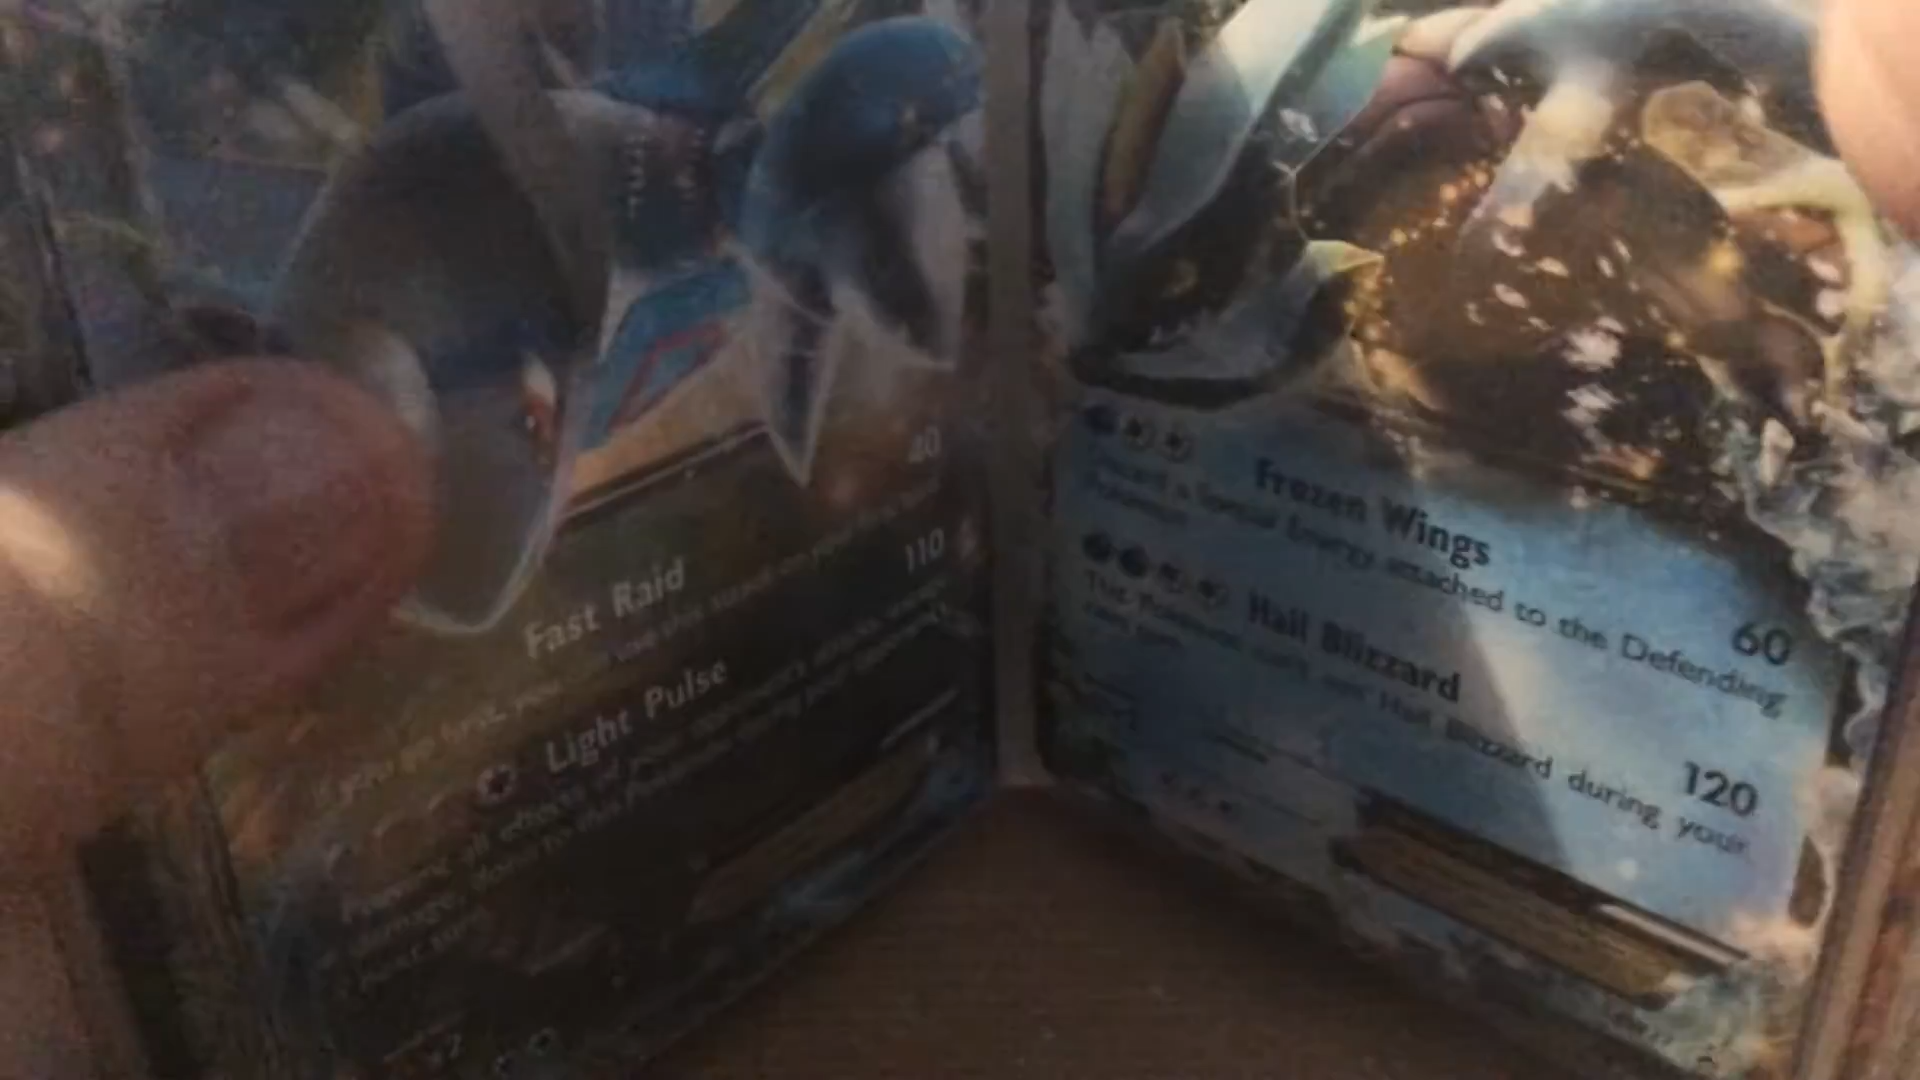 40
Fast Raid
If you go first, you can use this attack on your first
110
Light Pulse
Prevent all effects of your opponent's attacks, except
damage, done to this Pokémon during your opponent's
next turn.
×2
Frozen Wings
60
Discard a Special Energy attached to the Defending
Pokémon.
Hail Blizzard
120
This Pokémon can't use Hail Blizzard during your
next turn.